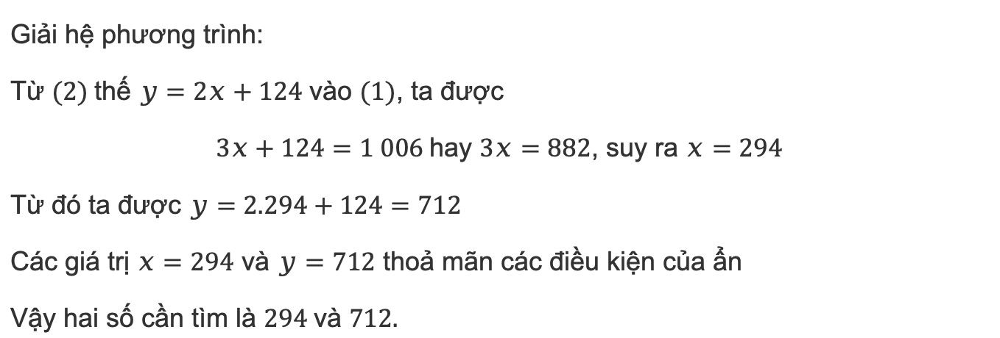 Giải hệ phương trình:
Từ (2) thế y = 2x + 124 vào (1), ta được
3x + 124 = 1 006 hay 3x = 882, suy ra x = 294
Từ đó ta được y = 2.294 + 124 = 712
Các giá trị x = 294 và y = 712 thoả mãn các điều kiện của ẩn
Vậy hai số cần tìm là 294 và 712.